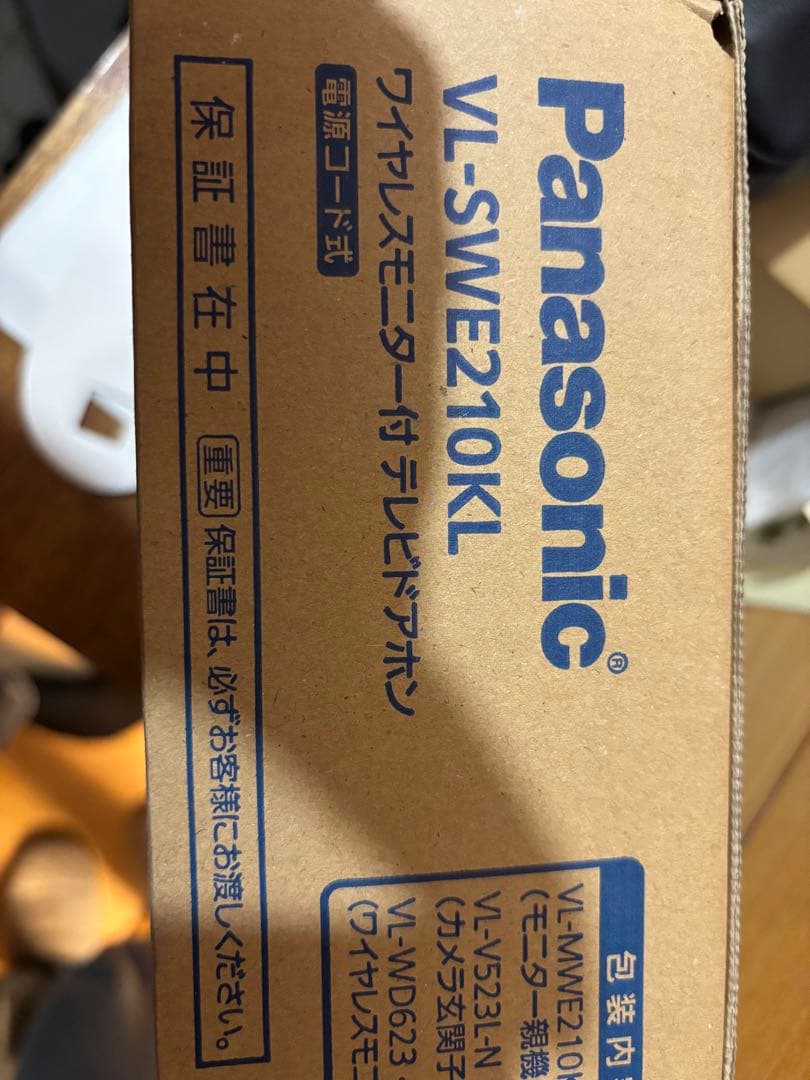 Panasonic®
VL-SWE210KL
ワイヤレスモニター付 テレビドアホン
電源コード式
保証書在中 重要 保証書は、必ずお客様にお渡しください。
包装内
VL-MWE210K
(モニター親機
VL-V523L-N
(カメラ玄関子
VL-WD623
(ワイヤレスモニ